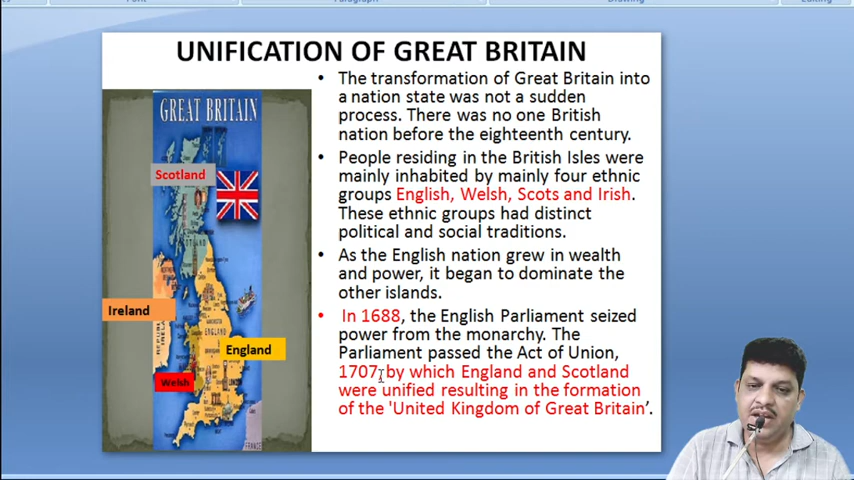 UNIFICATION OF GREAT BRITAIN
GREAT BRITAIN
Scotland
Ireland
England
Welsh
ENGLAND
LONDON
FRANCE
• The transformation of Great Britain into
a nation state was not a sudden
process. There was no one British
nation before the eighteenth century.
• People residing in the British Isles were
mainly inhabited by mainly four ethnic
groups English, Welsh, Scots and Irish.
These ethnic groups had distinct
political and social traditions.
• As the English nation grew in wealth
and power, it began to dominate the
other islands.
• In 1688, the English Parliament seized
power from the monarchy. The
Parliament passed the Act of Union,
1707, by which England and Scotland
were unified resulting in the formation
of the 'United Kingdom of Great Britain’.